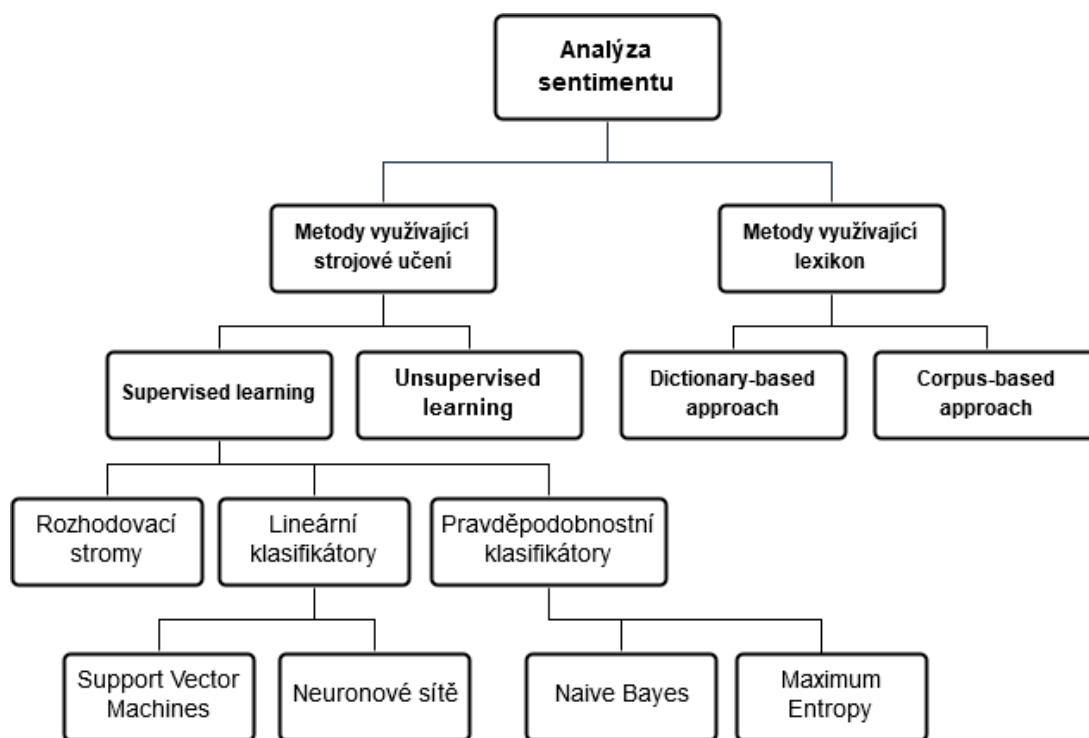 Analýza
sentimentu
Metody využívající
strojové učení
Metody využívající
lexikon
Supervised learning
Unsupervised
learning
Dictionary-based
approach
Corpus-based
approach
Rozhodovací
stromy
Lineární
klasifikátory
Pravděpodobnostní
klasifikátory
Support Vector
Machines
Neuronové sítě
Naive Bayes
Maximum
Entropy